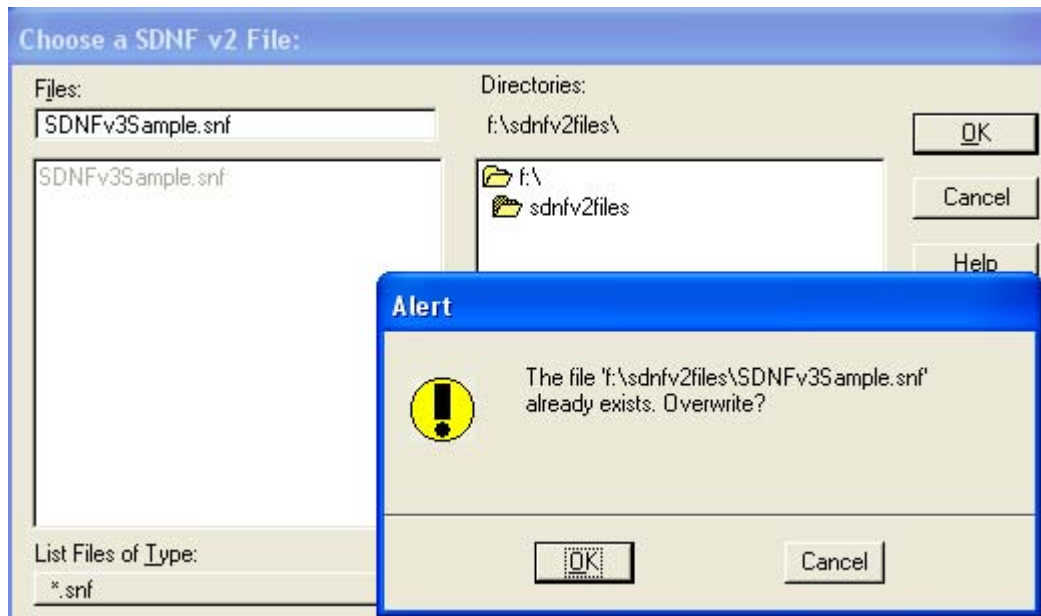 Choose a SDNF v2 File:
Files:
SDNFv3Sample.snf
SDNFv3Sample.snf
List Files of Type:
*.snf
Directories:
f:\sdnfv2files\
f:\
sdnfv2files
OK
Cancel
Help
Alert
The file 'f:\sdnfv2files\SDNFv3Sample.snf'
already exists. Overwrite?
OK
Cancel